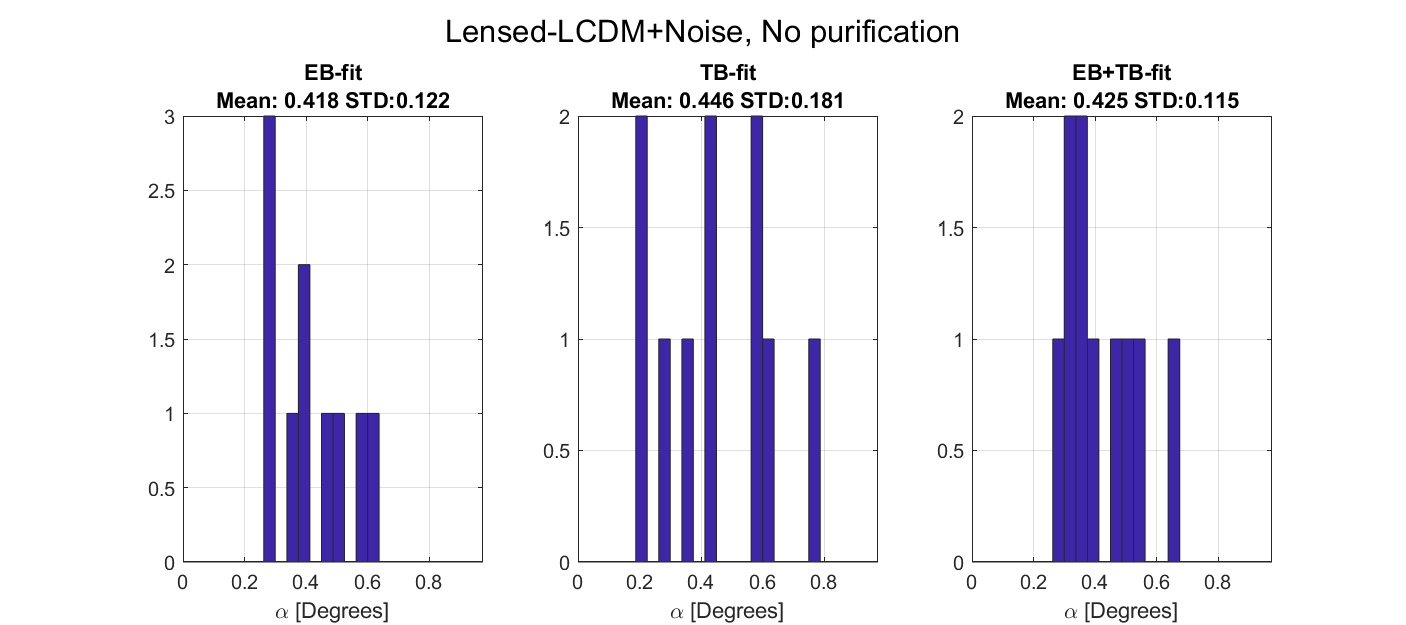 Lensed-LCDM+Noise, No purification
EB-fit
Mean: 0.418 STD:0.122
3
2.5
2
1.5
1
0.5
0
0 0.2 0.4 0.6 0.8
α [Degrees]
TB-fit
Mean: 0.446 STD:0.181
2
1.5
1
0.5
0
0 0.2 0.4 0.6 0.8
α [Degrees]
EB+TB-fit
Mean: 0.425 STD:0.115
2
1.5
1
0.5
0
0 0.2 0.4 0.6 0.8
α [Degrees]